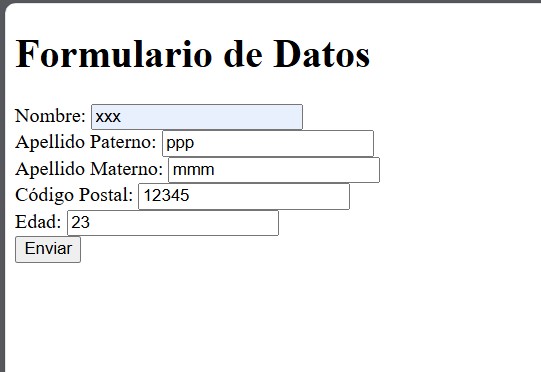 Formulario de Datos
Nombre: xxx
Apellido Paterno: ppp
Apellido Materno: mmm
Código Postal: 12345
Edad: 23
Enviar